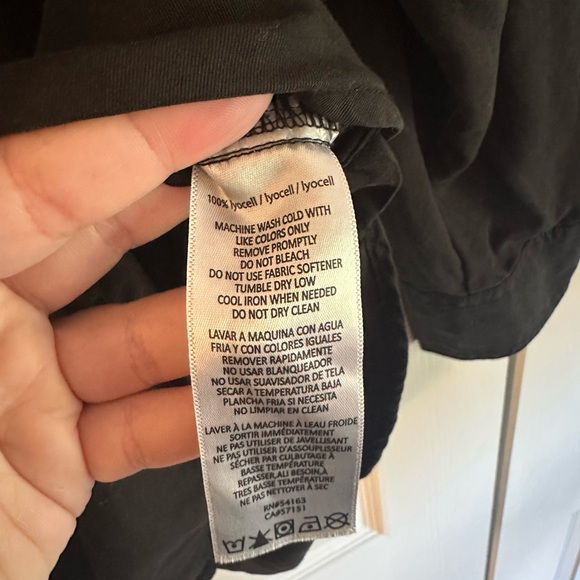 100% lyocell / lyocell / lyocell
MACHINE WASH COLD WITH
LIKE COLORS ONLY
REMOVE PROMPTLY
DO NOT BLEACH
DO NOT USE FABRIC SOFTENER
TUMBLE DRY LOW
COOL IRON WHEN NEEDED
DO NOT DRY CLEAN
LAVAR A MAQUINA CON AGUA
FRIA Y CON COLORES IGUALES
REMOVER RAPIDAMENTE
NO USAR BLANQUEADOR
NO USAR SUAVISADOR DE TELA
SECAR A TEMPERATURA BAJA
PLANCHA FRIA SI NECESITA
NO LIMPIAR EN CLEAN
LAVER À LA MACHINE À LEAU FROIDE
SORTIR IMMÉDIATEMENT
NE PAS UTILISER DE JAVELLISANT
NE PAS UTILISER D'ASSOUPLISSEUR
SÉCHER PAR CULBUTAGE À
BASSE TEMPÉRATURE
REPASSER,ALI BESOIN,À
TRES BASSE TEMPÉRATURE
NE PAS NETTOYER À SEC
RN#54163
CA#57151